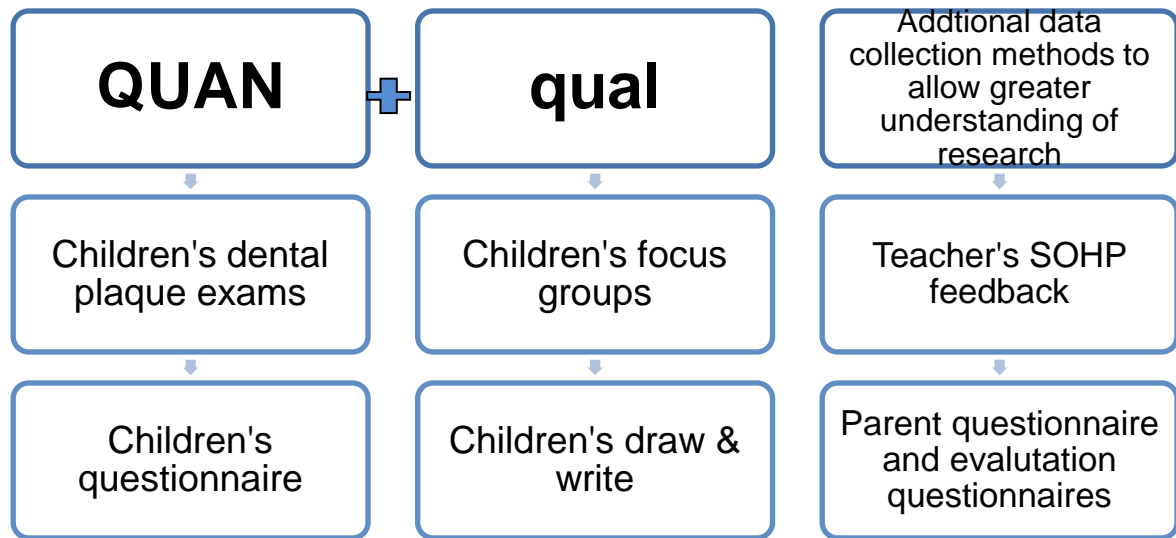 QUAN
qual
Addtional data
collection methods to
allow greater
understanding of
research
Children's dental
plaque exams
Children's focus
groups
Teacher's SOHP
feedback
Children's
questionnaire
Children's draw &
write
Parent questionnaire
and evalutation
questionnaires